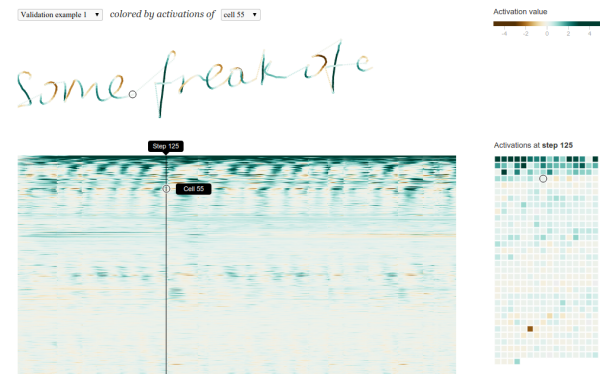 Validation example 1 colored by activations of cell 55
Activation value
-4 -2 0 2 4
some freak ate
Step 125
Activations at step 125
Cell 55